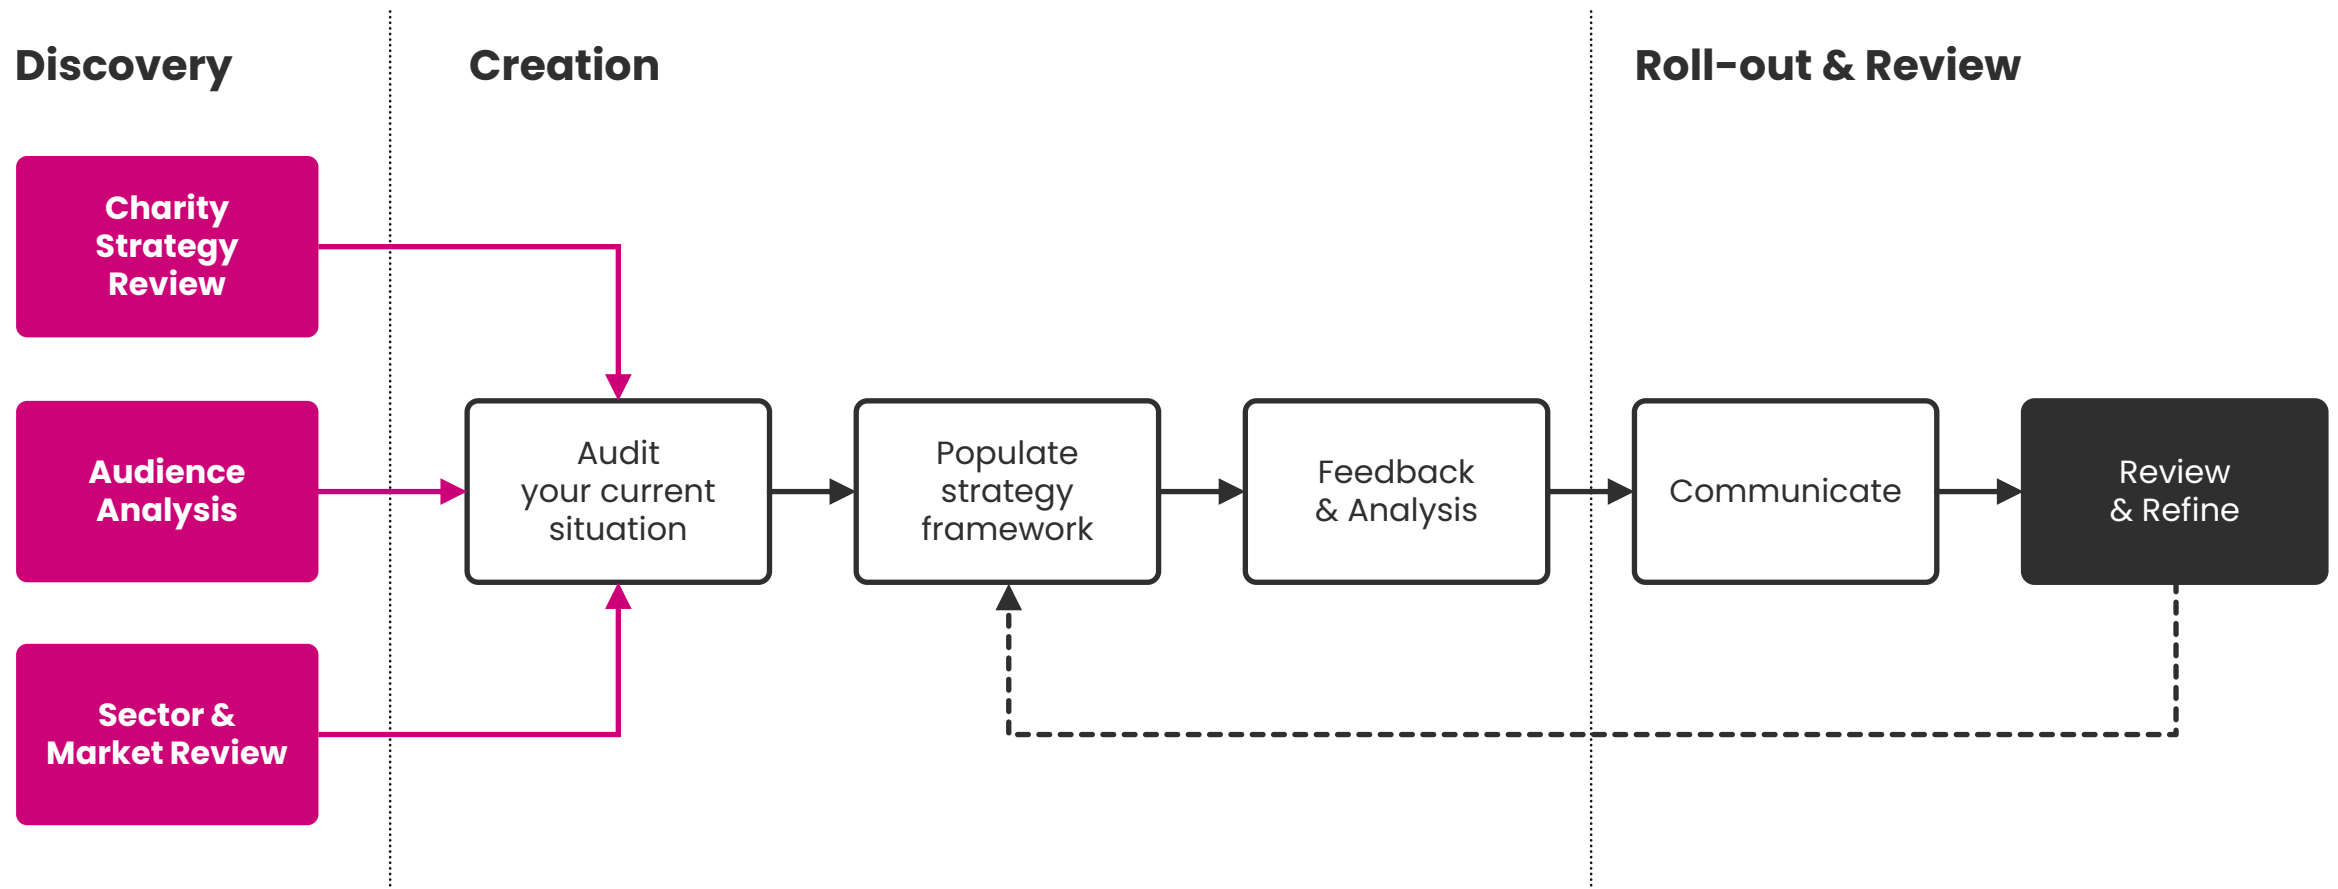 Discovery
Creation
Roll-out & Review
Charity
Strategy
Review
Audience
Analysis
Sector &
Market Review
Audit
your current
situation
Populate
strategy
framework
Feedback
& Analysis
Communicate
Review
& Refine